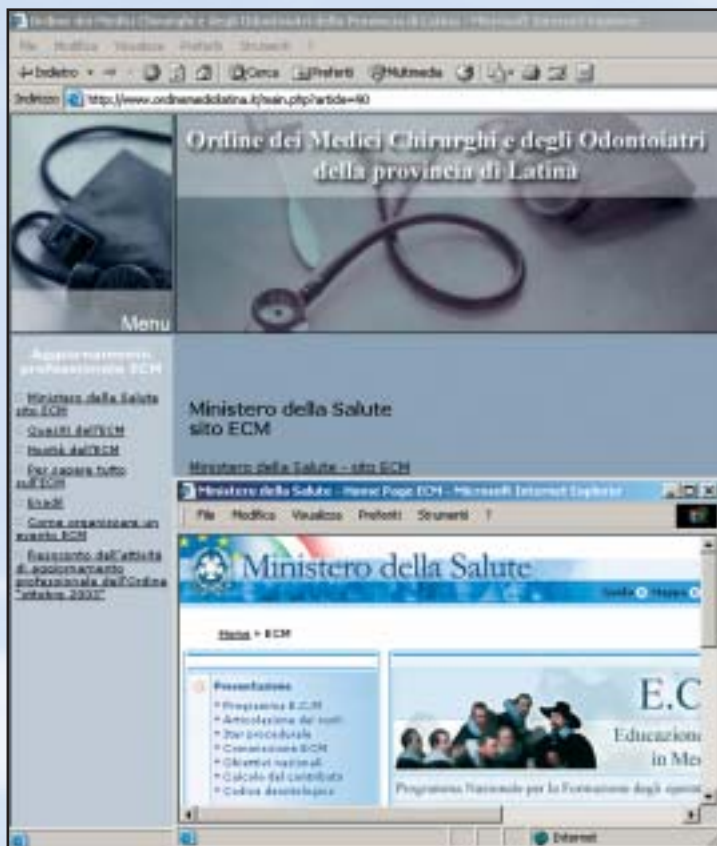 Ordine dei Medici Chirurghi e degli Odontoiatri della Provincia di Latina - Microsoft Internet Explorer
File Modifica Visualizza Preferiti Strumenti ?
Indietro Cerca Preferiti Multimedia
Indirizzo http://www.ordinemedicilatina.it/main.php?article=90
Ordine dei Medici Chirurghi e degli Odontoiatri
della provincia di Latina
Menu
Aggiornamento
professionale ECM
Ministero della Salute
sito ECM
Quesiti dell'ECM
Novità dell'ECM
Per sapere tutto
sull'ECM
Come organizzare un
evento ECM
Resoconto dell'attività
di aggiornamento
professionale dell'Ordine
"ottobre 2003"
Ministero della Salute
sito ECM
Ministero della Salute - sito ECM
Ministero della Salute - Home Page ECM - Microsoft Internet Explorer
File Modifica Visualizza Preferiti Strumenti ?
Ministero della Salute
Guida Mappa
Home > ECM
Presentazione
Programma E.C.M
Articolazione dei ruoli
Iter procedurale
Commissione ECM
Obiettivi nazionali
Calcolo del contributo
Codice deontologico
E.C
Educazione
in Med
Programma Nazionale per la Formazione degli operat
Internet